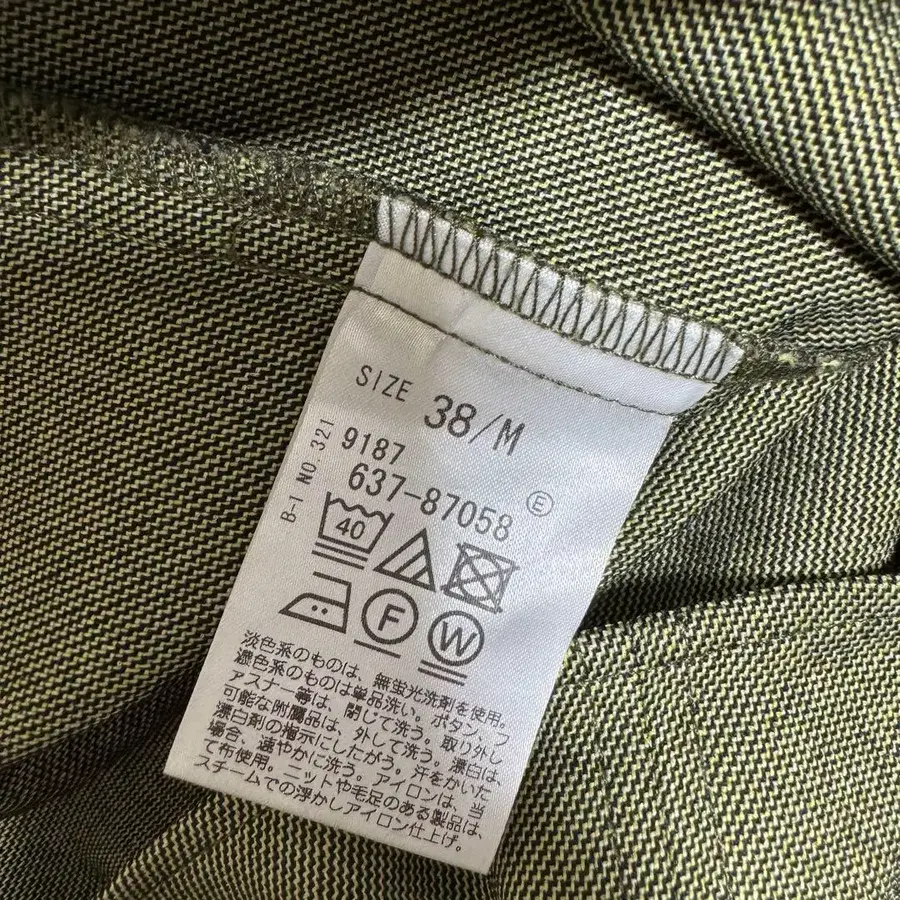 SIZE 38/M
B-1 NO.321
9187
637-87058 Ⓔ
40
F
W
淡色系のものは、無蛍光洗剤を使用。
濃色系のものは単品洗い。ボタン、フ
ァスナー等は、閉じて洗う。取り外し
可能な附属品は、外して洗う。漂白は、
漂白剤の指示にしたがう。汗をかいた
場合、速やかに洗う。アイロンは、当
て布使用。ニットや毛足のある製品は、
スチームでの浮かしアイロン仕上げ。